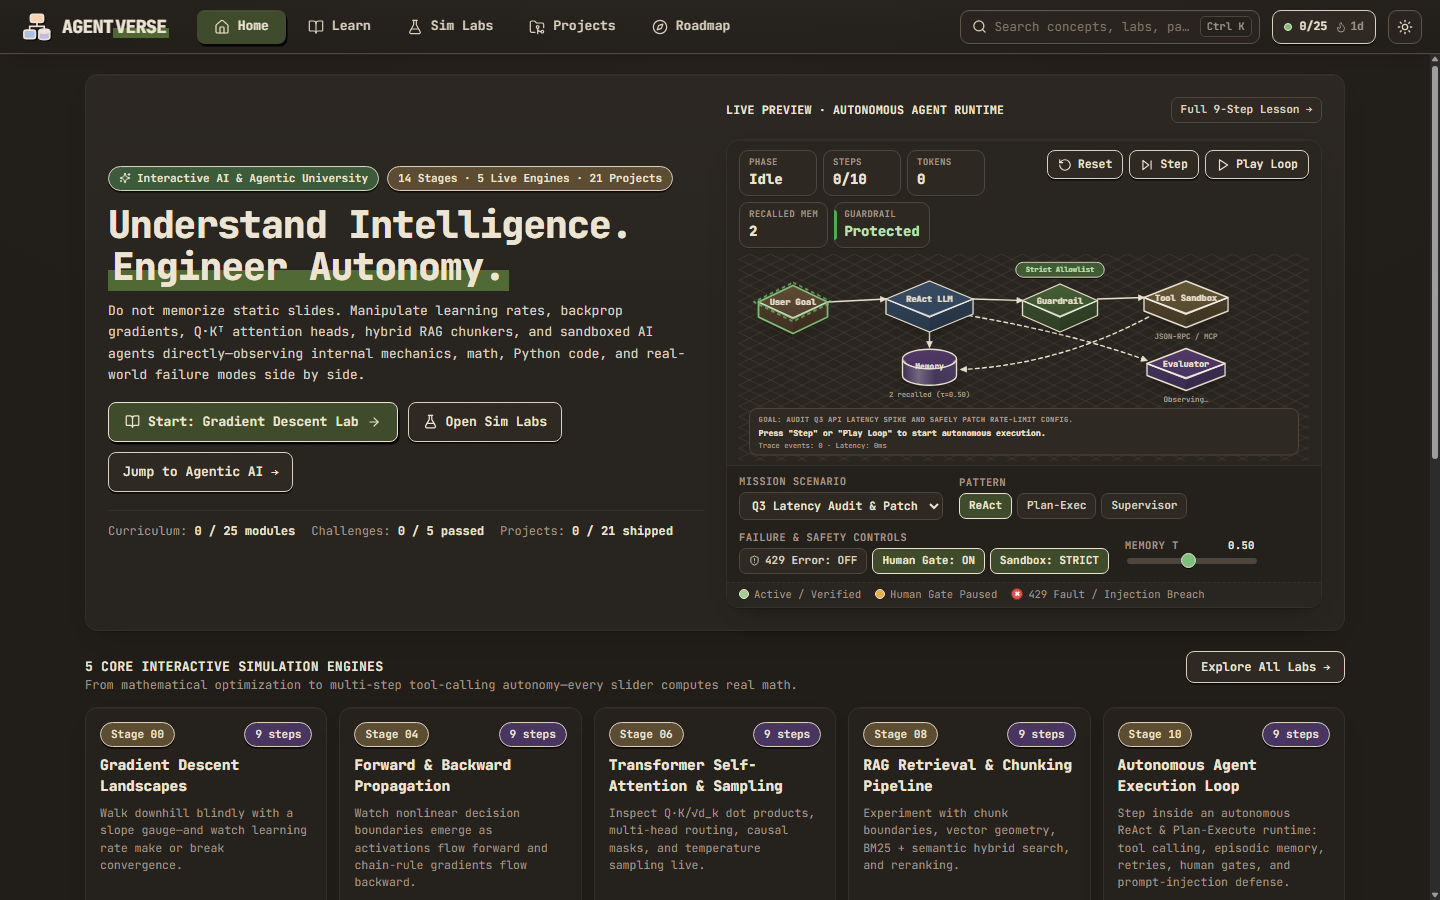 AGENTVERSE
Home
Learn
Sim Labs
Projects
Roadmap
Search concepts, labs, pa…
Ctrl K
0/25
1d
Interactive AI & Agentic University
14 Stages · 5 Live Engines · 21 Projects
Understand Intelligence.
Engineer Autonomy.
Do not memorize static slides. Manipulate learning rates, backprop
gradients, Q·Kᵀ attention heads, hybrid RAG chunkers, and sandboxed AI
agents directly—observing internal mechanics, math, Python code, and real-
world failure modes side by side.
Start: Gradient Descent Lab →
Open Sim Labs
Jump to Agentic AI →
Curriculum: 0 / 25 modules
Challenges: 0 / 5 passed
Projects: 0 / 21 shipped
LIVE PREVIEW · AUTONOMOUS AGENT RUNTIME
Full 9-Step Lesson →
PHASE
Idle
STEPS
0/10
TOKENS
0
Reset
Step
Play Loop
RECALLED MEM
2
GUARDRAIL
Protected
Strict Allowlist
User Goal
ReAct LLM
Guardrail
Tool Sandbox
JSON-RPC / MCP
Memory
2 recalled (τ=0.50)
Evaluator
Observing…
GOAL: AUDIT Q3 API LATENCY SPIKE AND SAFELY PATCH RATE-LIMIT CONFIG.
Press "Step" or "Play Loop" to start autonomous execution.
Trace events: 0 · Latency: 0ms
MISSION SCENARIO
Q3 Latency Audit & Patch
PATTERN
ReAct
Plan-Exec
Supervisor
FAILURE & SAFETY CONTROLS
429 Error: OFF
Human Gate: ON
Sandbox: STRICT
MEMORY Τ
0.50
Active / Verified
Human Gate Paused
429 Fault / Injection Breach
5 CORE INTERACTIVE SIMULATION ENGINES
From mathematical optimization to multi-step tool-calling autonomy—every slider computes real math.
Explore All Labs →
Stage 00
9 steps
Gradient Descent
Landscapes
Walk downhill blindly with a
slope gauge—and watch learning
rate make or break
convergence.
Stage 04
9 steps
Forward & Backward
Propagation
Watch nonlinear decision
boundaries emerge as
activations flow forward and
chain-rule gradients flow
backward.
Stage 06
9 steps
Transformer Self-
Attention & Sampling
Inspect Q·K/√d_k dot products,
multi-head routing, causal
masks, and temperature
sampling live.
Stage 08
9 steps
RAG Retrieval & Chunking
Pipeline
Experiment with chunk
boundaries, vector geometry,
BM25 + semantic hybrid search,
and reranking.
Stage 10
9 steps
Autonomous Agent
Execution Loop
Step inside an autonomous
ReAct & Plan-Execute runtime:
tool calling, episodic memory,
retries, human gates, and
prompt-injection defense.